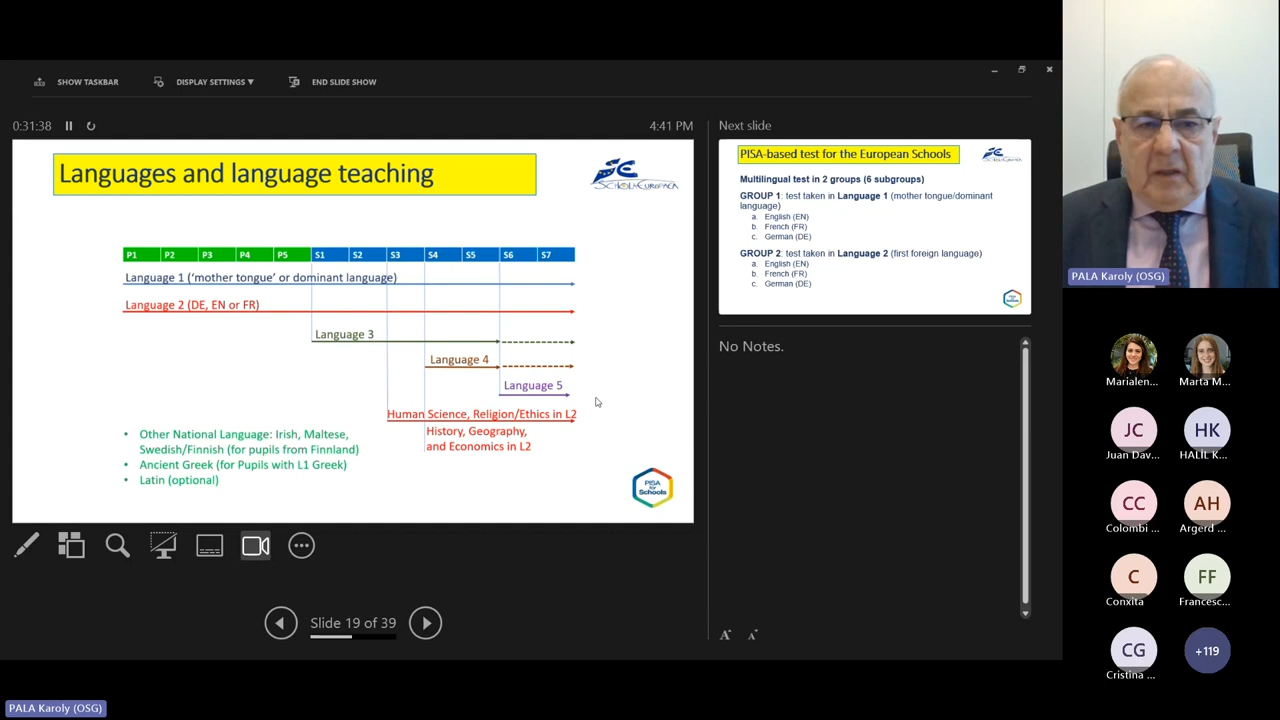 SHOW TASKBAR
DISPLAY SETTINGS ▼
END SLIDE SHOW
0:31:38
4:41 PM
Languages and language teaching
P1 P2 P3 P4 P5 S1 S2 S3 S4 S5 S6 S7
Language 1 ('mother tongue' or dominant language)
Language 2 (DE, EN or FR)
Language 3
Language 4
Language 5
Human Science, Religion/Ethics in L2
History, Geography,
and Economics in L2
• Other National Language: Irish, Maltese,
Swedish/Finnish (for pupils from Finnland)
• Ancient Greek (for Pupils with L1 Greek)
• Latin (optional)
PISA
for
Schools
Slide 19 of 39
Next slide
PISA-based test for the European Schools
Multilingual test in 2 groups (6 subgroups)
GROUP 1: test taken in Language 1 (mother tongue/dominant
language)
a. English (EN)
b. French (FR)
c. German (DE)
GROUP 2: test taken in Language 2 (first foreign language)
a. English (EN)
b. French (FR)
c. German (DE)
No Notes.
A A
PALA Karoly (OSG)
Marialen...
Marta M...
JC
Juan Dav...
HK
HALİL K...
CC
Colombi ...
AH
Argerd ...
C
Conxita
FF
Francesc...
CG
Cristina ...
+119
PALA Karoly (OSG)